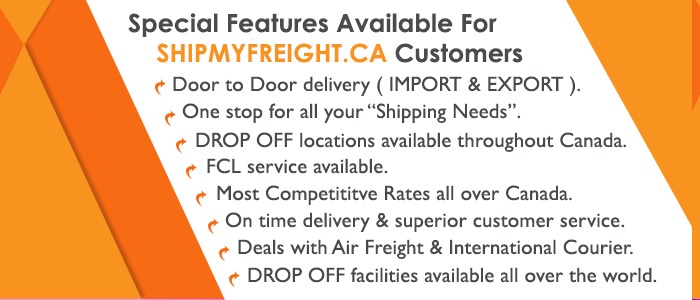 Special Features Available For
SHIPMYFREIGHT.CA Customers
Door to Door delivery ( IMPORT & EXPORT ).
One stop for all your “Shipping Needs”.
DROP OFF locations available throughout Canada.
FCL service available.
Most Competititve Rates all over Canada.
On time delivery & superior customer service.
Deals with Air Freight & International Courier.
DROP OFF facilities available all over the world.